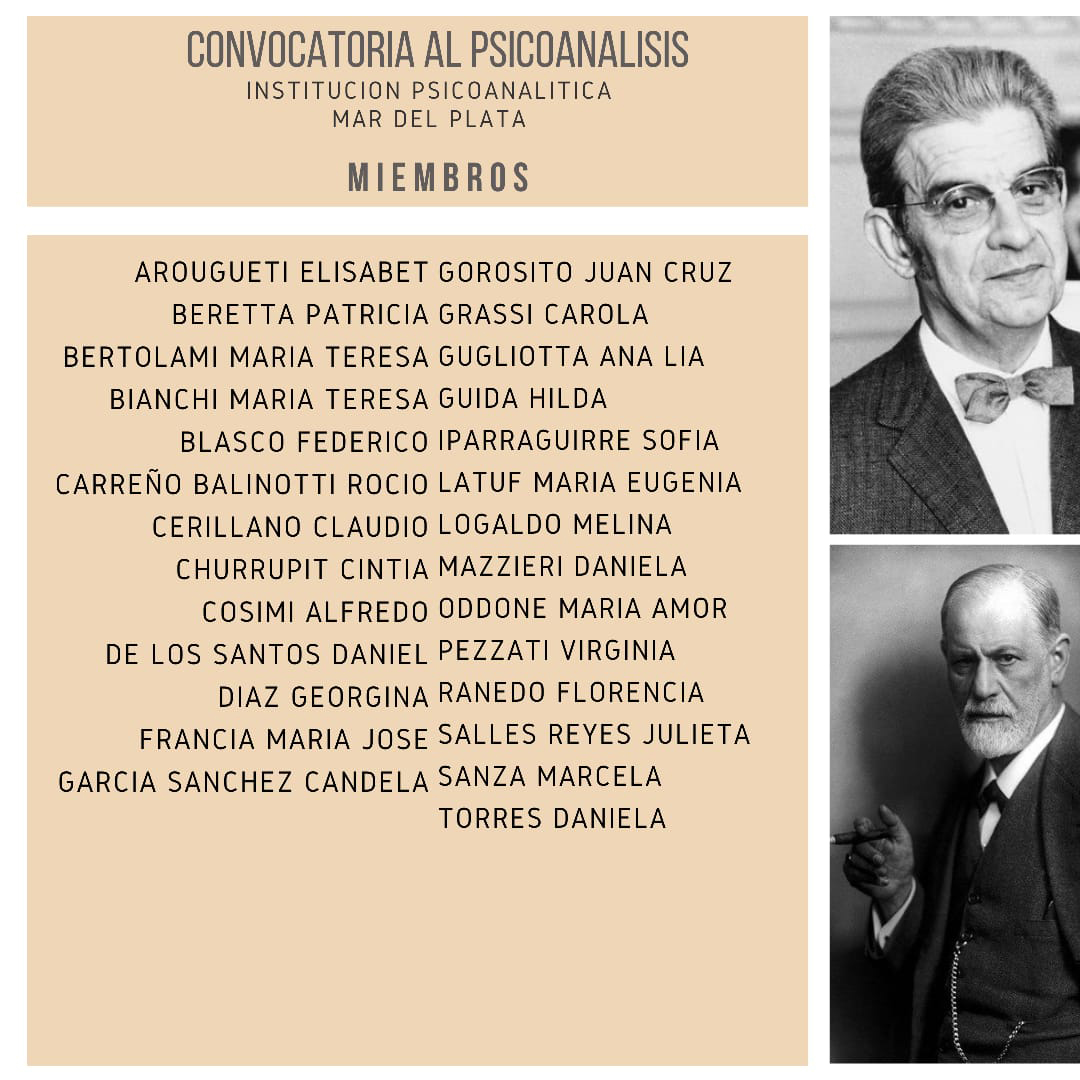 CONVOCATORIA AL PSICOANALISIS
INSTITUCION PSICOANALITICA
MAR DEL PLATA
MIEMBROS
AROUGUETI ELISABET
BERETTA PATRICIA
BERTOLAMI MARIA TERESA
BIANCHI MARIA TERESA
BLASCO FEDERICO
CARREÑO BALINOTTI ROCIO
CERILLANO CLAUDIO
CHURRUPIT CINTIA
COSIMI ALFREDO
DE LOS SANTOS DANIEL
DIAZ GEORGINA
FRANCIA MARIA JOSE
GARCIA SANCHEZ CANDELA
GOROSITO JUAN CRUZ
GRASSI CAROLA
GUGLIOTTA ANA LIA
GUIDA HILDA
IPARRAGUIRRE SOFIA
LATUF MARIA EUGENIA
LOGALDO MELINA
MAZZIERI DANIELA
ODDONE MARIA AMOR
PEZZATI VIRGINIA
RANEDO FLORENCIA
SALLES REYES JULIETA
SANZA MARCELA
TORRES DANIELA